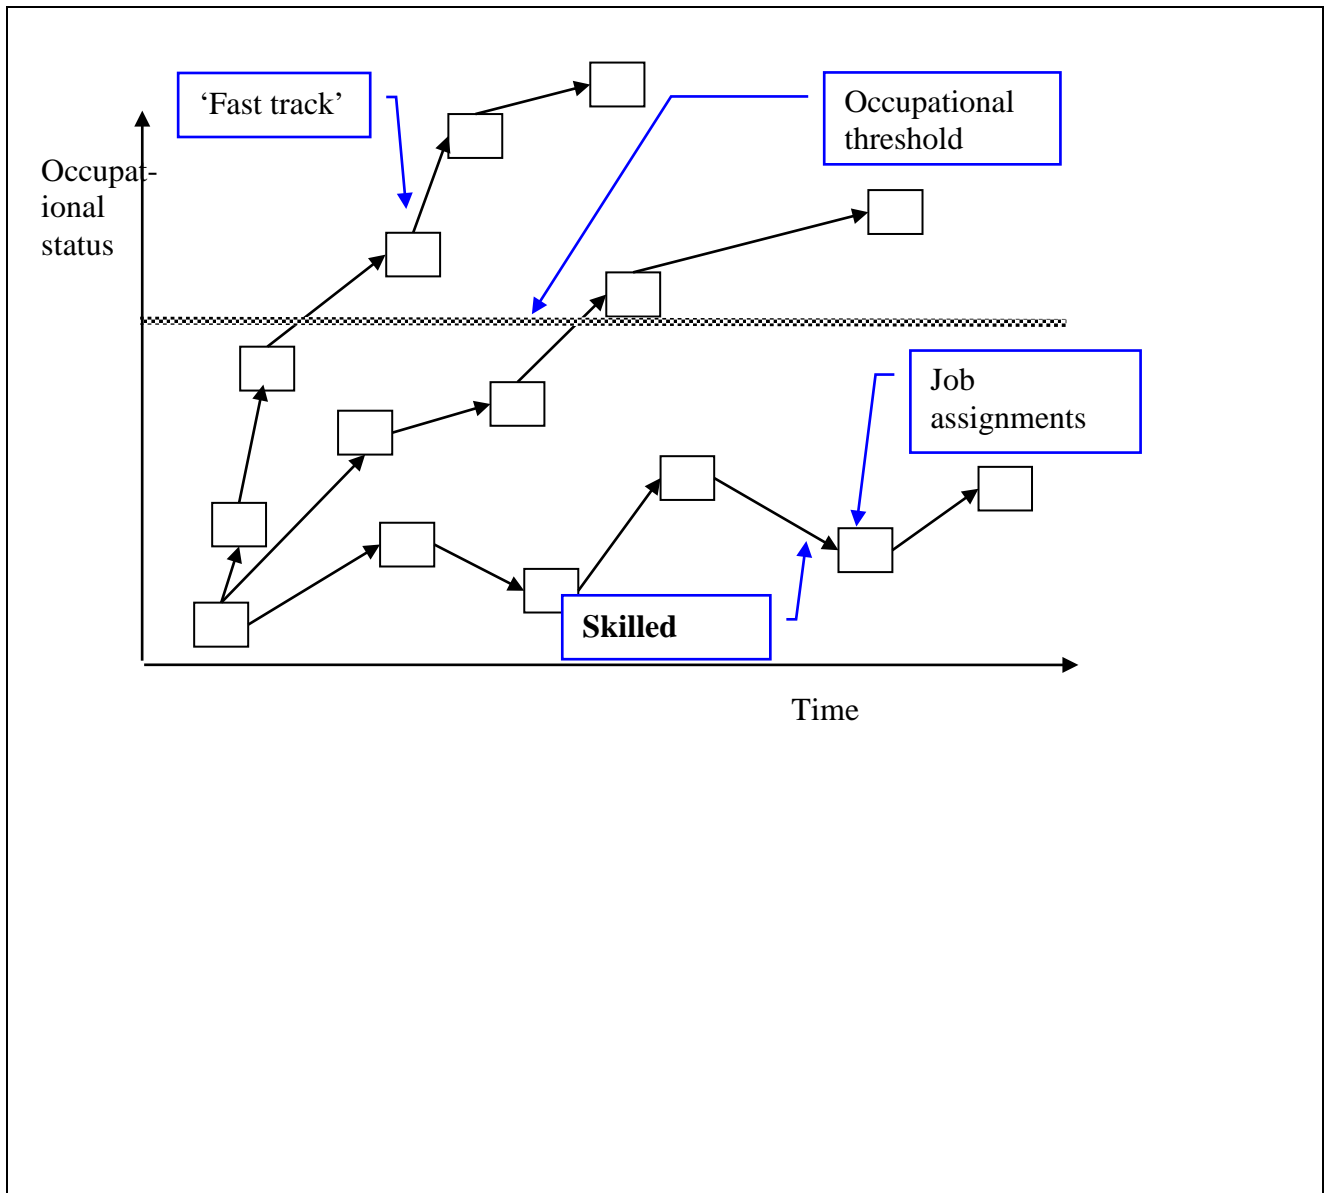 ‘Fast track’
Occupational
threshold
Occupat-
ional
status
Job
assignments
Skilled
Time